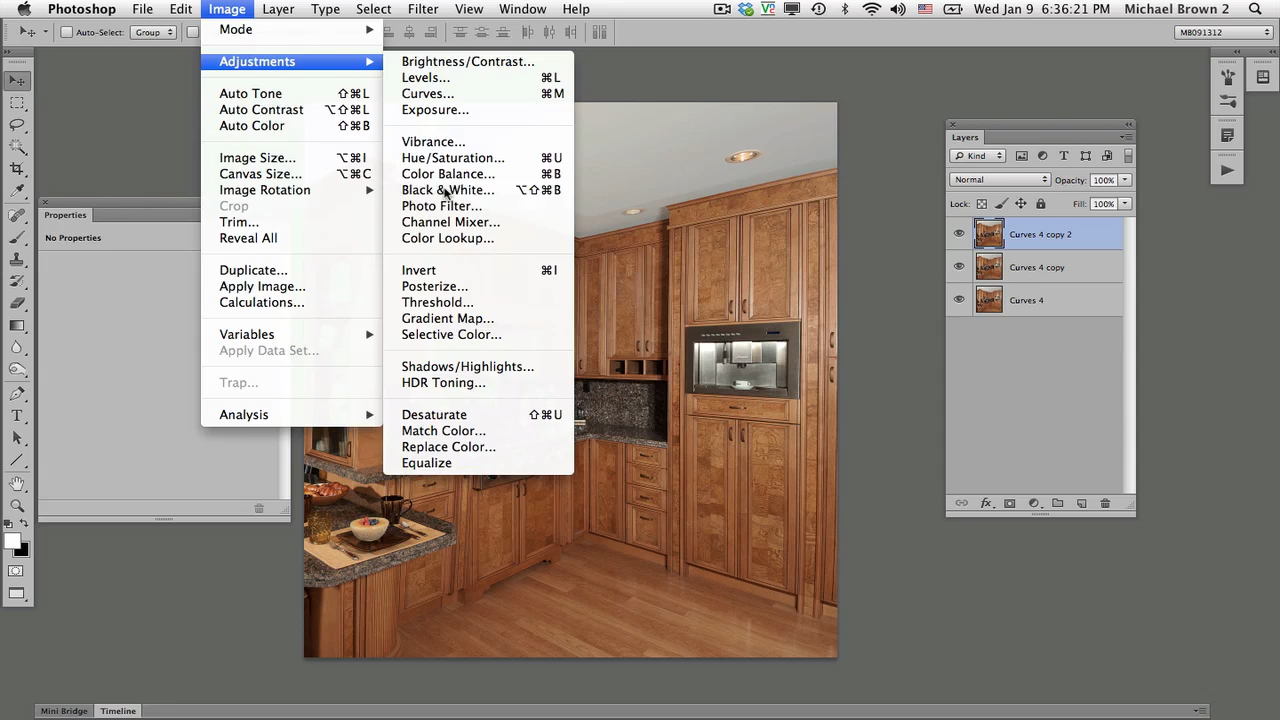 Photoshop File Edit Image Layer Type Select Filter View Window Help Wed Jan 9 6:36:21 PM Michael Brown 2
Auto-Select: Group M8091312
Mode
Adjustments
Auto Tone ⇧⌘L
Auto Contrast ⌥⇧⌘L
Auto Color ⇧⌘B
Image Size... ⌥⌘I
Canvas Size... ⌥⌘C
Image Rotation
Crop
Trim...
Reveal All
Duplicate...
Apply Image...
Calculations...
Variables
Apply Data Set...
Trap...
Analysis
Brightness/Contrast...
Levels... ⌘L
Curves... ⌘M
Exposure...
Vibrance...
Hue/Saturation... ⌘U
Color Balance... ⌘B
Black & White... ⌥⇧⌘B
Photo Filter...
Channel Mixer...
Color Lookup...
Invert ⌘I
Posterize...
Threshold...
Gradient Map...
Selective Color...
Shadows/Highlights...
HDR Toning...
Desaturate ⇧⌘U
Match Color...
Replace Color...
Equalize
Properties
No Properties
Layers
Kind
Normal Opacity: 100%
Lock: Fill: 100%
Curves 4 copy 2
Curves 4 copy
Curves 4
Mini Bridge Timeline